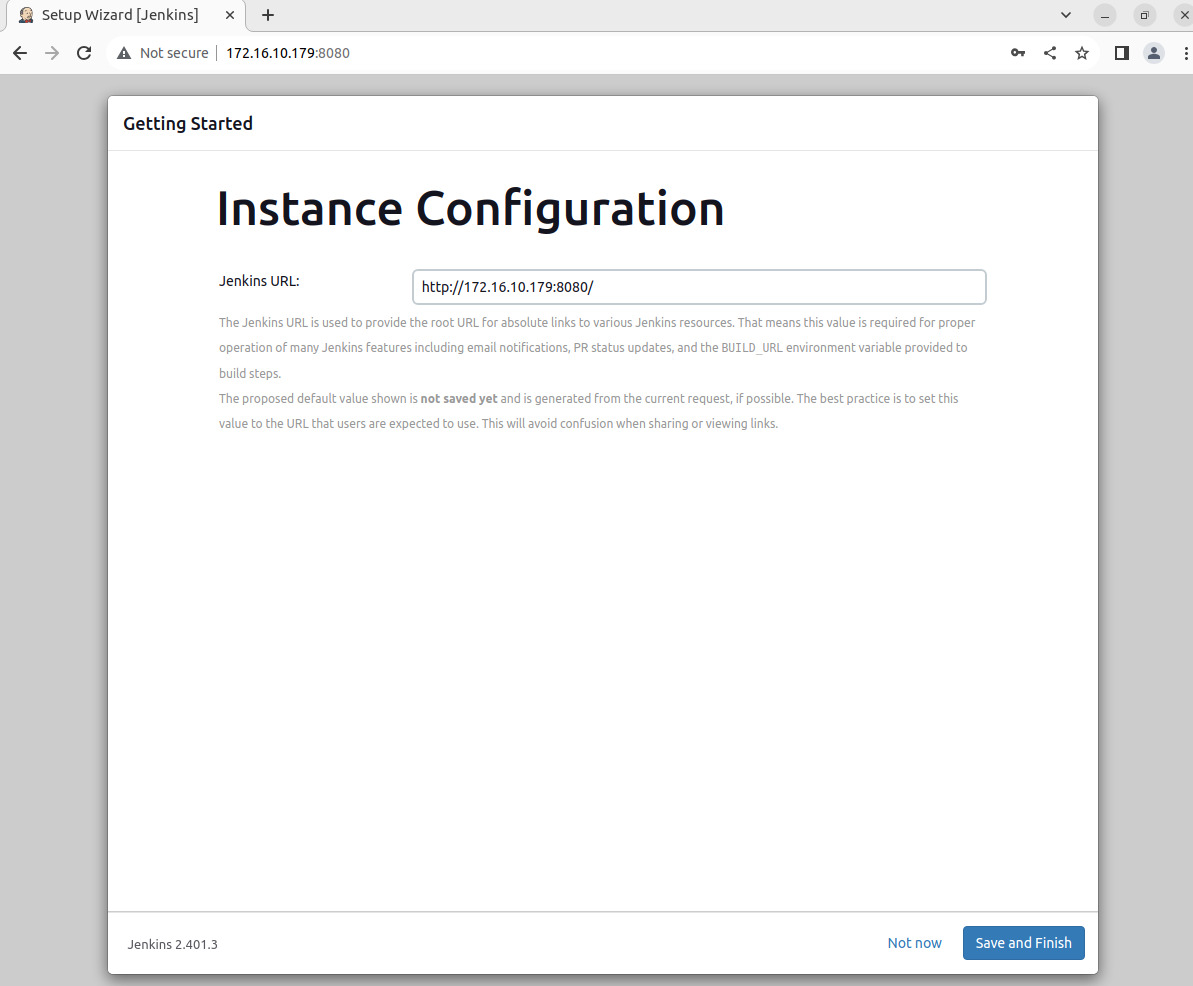 Setup Wizard [Jenkins]
Not secure
172.16.10.179:8080
Getting Started
Instance Configuration
Jenkins URL:
http://172.16.10.179:8080/
The Jenkins URL is used to provide the root URL for absolute links to various Jenkins resources. That means this value is required for proper
operation of many Jenkins features including email notifications, PR status updates, and the BUILD_URL environment variable provided to
build steps.
The proposed default value shown is not saved yet and is generated from the current request, if possible. The best practice is to set this
value to the URL that users are expected to use. This will avoid confusion when sharing or viewing links.
Jenkins 2.401.3
Not now
Save and Finish